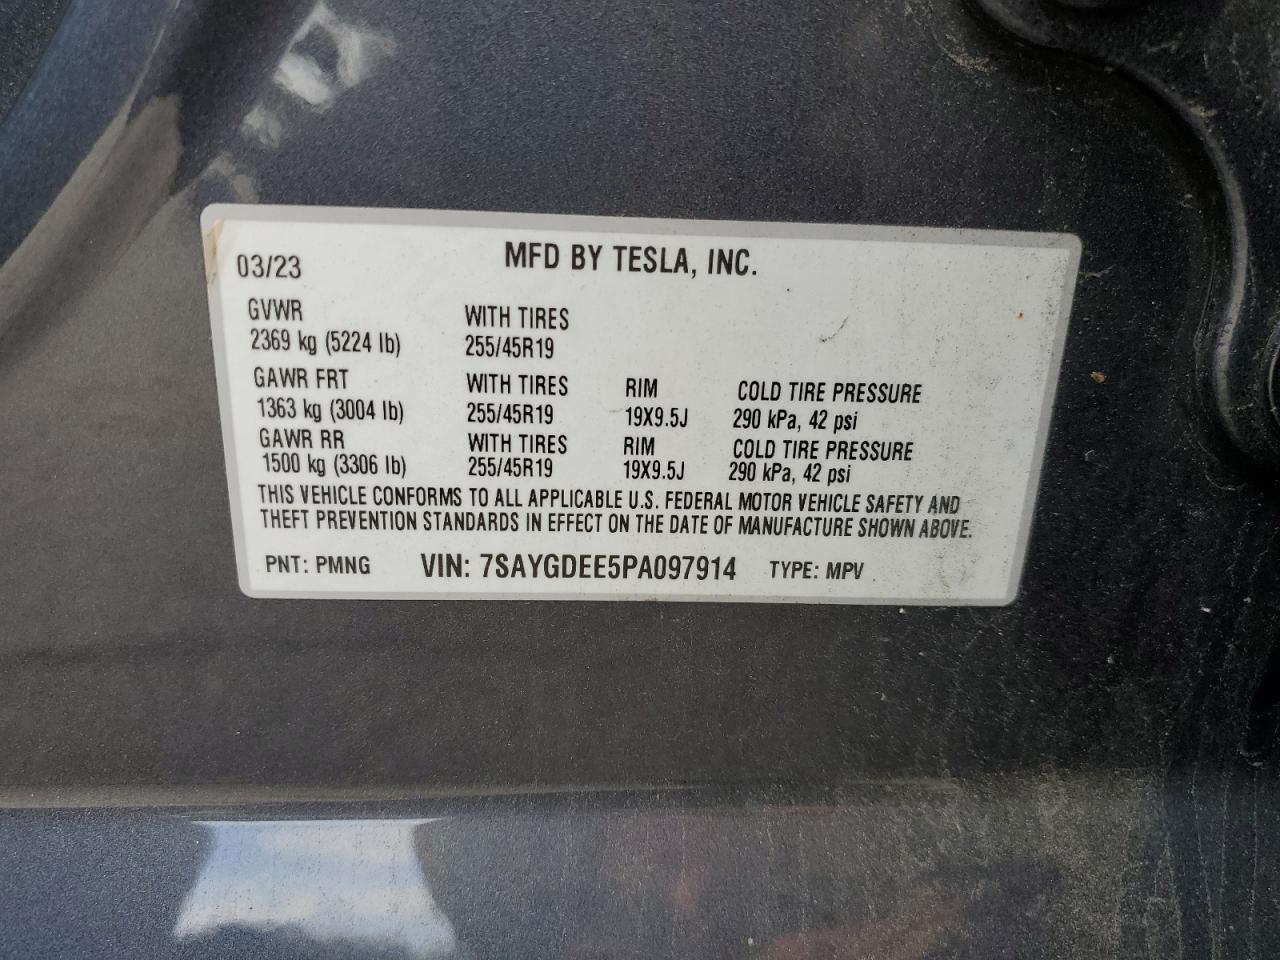 03/23 MFD BY TESLA, INC.
GVWR WITH TIRES
2369 kg (5224 lb) 255/45R19
GAWR FRT WITH TIRES RIM COLD TIRE PRESSURE
1363 kg (3004 lb) 255/45R19 19X9.5J 290 kPa, 42 psi
GAWR RR WITH TIRES RIM COLD TIRE PRESSURE
1500 kg (3306 lb) 255/45R19 19X9.5J 290 kPa, 42 psi
THIS VEHICLE CONFORMS TO ALL APPLICABLE U.S. FEDERAL MOTOR VEHICLE SAFETY AND
THEFT PREVENTION STANDARDS IN EFFECT ON THE DATE OF MANUFACTURE SHOWN ABOVE.
PNT: PMNG VIN: 7SAYGDEE5PA097914 TYPE: MPV